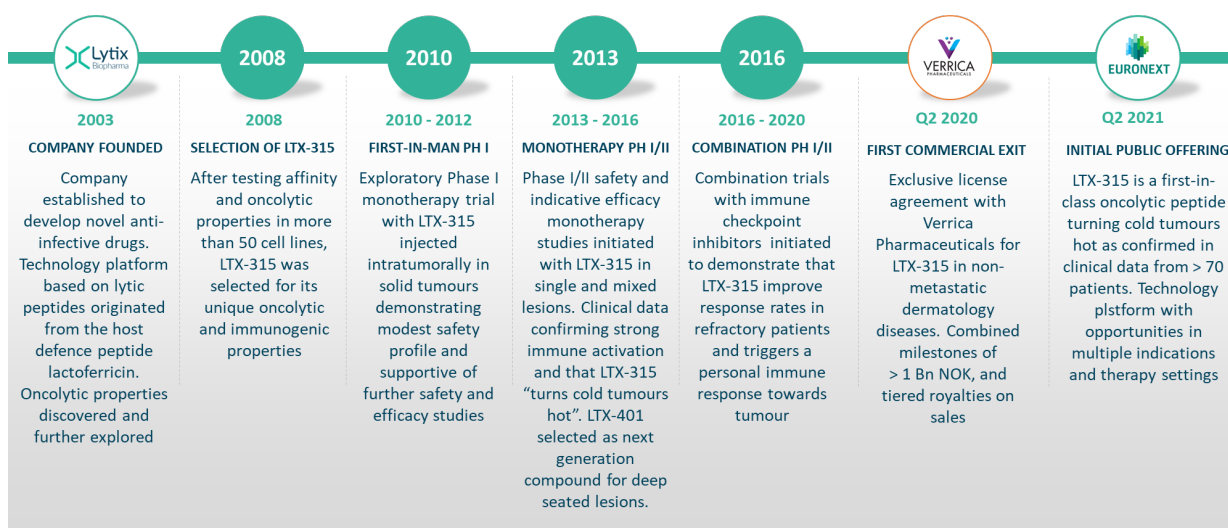 Lytix
Biopharma
2003
COMPANY FOUNDED
Company
established to
develop novel anti-
infective drugs.
Technology platform
based on lytic
peptides originated
from the host
defence peptide
lactoferricin.
Oncolytic properties
discovered and
further explored
2008
2008
SELECTION OF LTX-315
After testing affinity
and oncolytic
properties in more
than 50 cell lines,
LTX-315 was
selected for its
unique oncolytic
and immunogenic
properties
2010
2010 - 2012
FIRST-IN-MAN PH I
Exploratory Phase I
monotherapy trial
with LTX-315
injected
intratumorally in
solid tumours
demonstrating
modest safety
profile and
supportive of
further safety and
efficacy studies
2013
2013 - 2016
MONOTHERAPY PH I/II
Phase I/II safety and
indicative efficacy
monotherapy
studies initiated
with LTX-315 in
single and mixed
lesions. Clinical data
confirming strong
immune activation
and that LTX-315
“turns cold tumours
hot”. LTX-401
selected as next
generation
compound for deep
seated lesions.
2016
2016 - 2020
COMBINATION PH I/II
Combination trials
with immune
checkpoint
inhibitors initiated
to demonstrate that
LTX-315 improve
response rates in
refractory patients
and triggers a
personal immune
response towards
tumour
VERRICA
PHARMACEUTICALS
Q2 2020
FIRST COMMERCIAL EXIT
Exclusive license
agreement with
Verrica
Pharmaceuticals for
LTX-315 in non-
metastatic
dermatology
diseases. Combined
milestones of
> 1 Bn NOK, and
tiered royalties on
sales
EURONEXT
Q2 2021
INITIAL PUBLIC OFFERING
LTX-315 is a first-in-
class oncolytic peptide
turning cold tumours
hot as confirmed in
clinical data from > 70
patients. Technology
pltstform with
opportunities in
multiple indications
and therapy settings